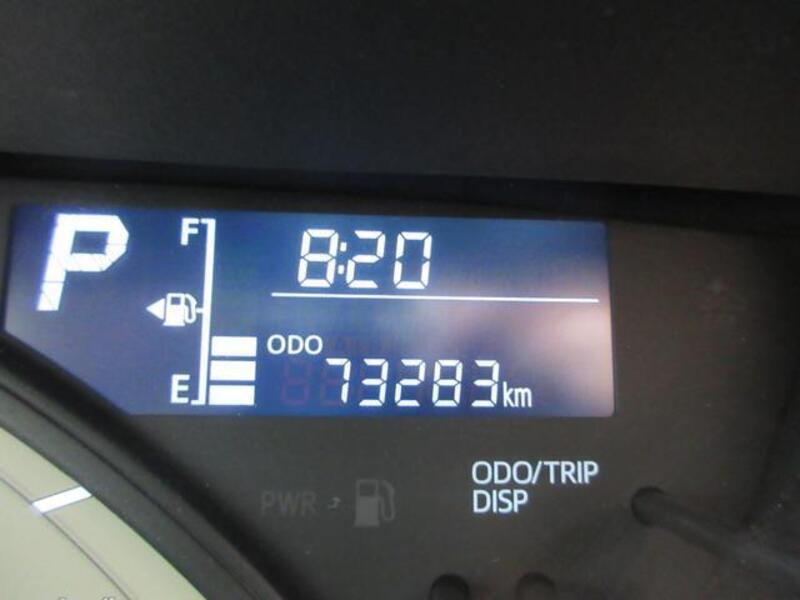 P
F
8:20
ODO
73283km
E
ODO/TRIP
DISP
PWR